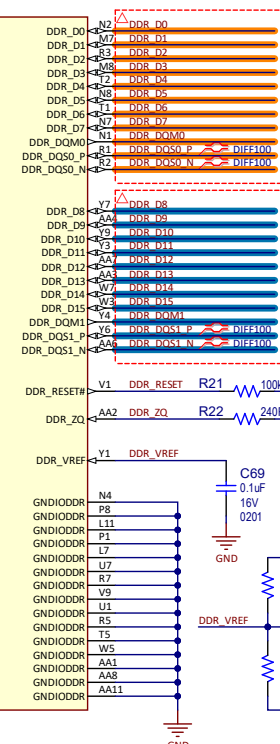 DDR_D0 N2 DDR_D0
DDR_D1 M7 DDR_D1
DDR_D2 R3 DDR_D2
DDR_D3 M8 DDR_D3
DDR_D4 T2 DDR_D4
DDR_D5 N8 DDR_D5
DDR_D6 T1 DDR_D6
DDR_D7 N7 DDR_D7
DDR_DQM0 N1 DDR_DQM0
DDR_DQS0_P R1 DDR_DQS0_P DIFF100
DDR_DQS0_N R2 DDR_DQS0_N DIFF100
DDR_D8 Y7 DDR_D8
DDR_D9 AA4 DDR_D9
DDR_D10 Y9 DDR_D10
DDR_D11 Y3 DDR_D11
DDR_D12 AA7 DDR_D12
DDR_D13 AA3 DDR_D13
DDR_D14 W7 DDR_D14
DDR_D15 W3 DDR_D15
DDR_DQM1 Y4 DDR_DQM1
DDR_DQS1_P Y6 DDR_DQS1_P DIFF100
DDR_DQS1_N AA6 DDR_DQS1_N DIFF100
DDR_RESET# V1 DDR_RESET R21 100k
DDR_ZQ AA2 DDR_ZQ R22 240R
DDR_VREF Y1 DDR_VREF
C69
0.1uF
16V
0201
GND
GNDIODDR N4
GNDIODDR P8
GNDIODDR L11
GNDIODDR P1
GNDIODDR L7
GNDIODDR U7
GNDIODDR R7
GNDIODDR V9
GNDIODDR U1
GNDIODDR R5
GNDIODDR T5
GNDIODDR W5
GNDIODDR AA1
GNDIODDR AA8
GNDIODDR AA11
DDR_VREF
GND